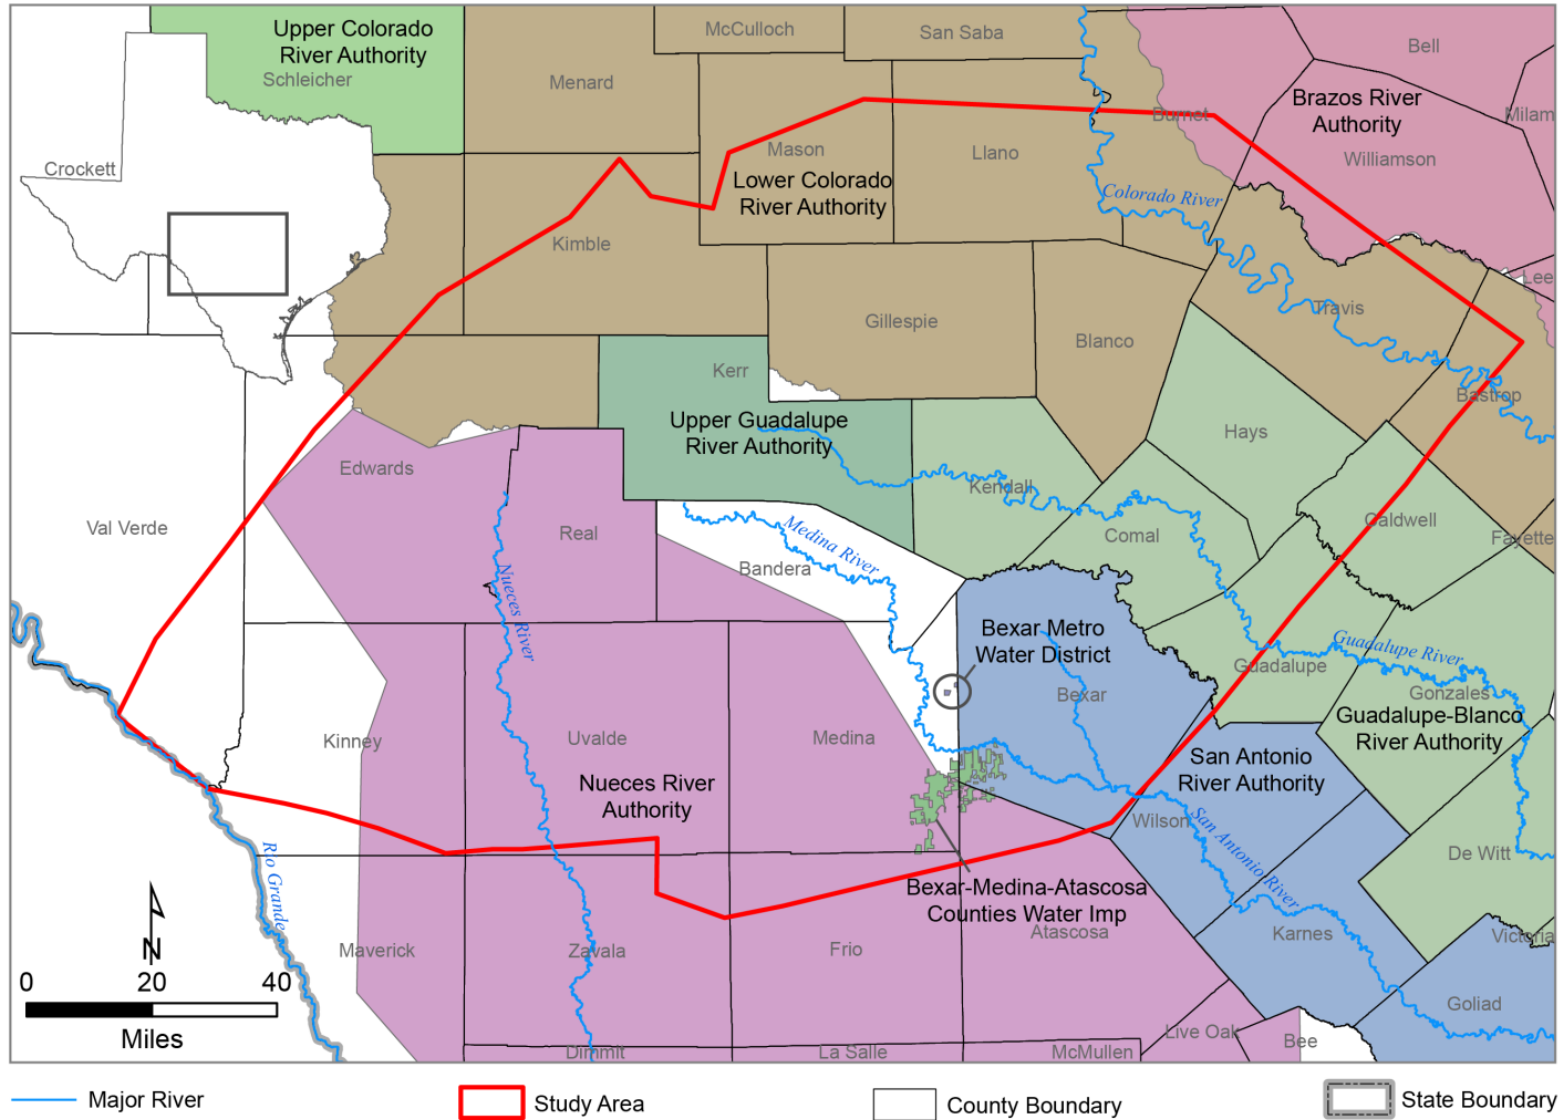 Upper Colorado
River Authority
Schleicher
McCulloch
San Saba
Bell
Menard
Brazos River
Authority
Milam
Burnet
Williamson
Crockett
Mason
Llano
Lower Colorado
River Authority
Colorado River
Kimble
Lee
Travis
Gillespie
Blanco
Kerr
Bastrop
Upper Guadalupe
River Authority
Hays
Edwards
Kendall
Val Verde
Real
Medina River
Comal
Caldwell
Fayette
Bandera
Nueces River
Bexar Metro
Water District
Guadalupe River
Guadalupe
Bexar
Gonzales
Guadalupe-Blanco
River Authority
Kinney
Uvalde
Medina
San Antonio
River Authority
Nueces River
Authority
Wilson
San Antonio River
De Witt
Rio Grande
Bexar-Medina-Atascosa
Counties Water Imp
Atascosa
Karnes
Victoria
N
Maverick
Zavala
Frio
0 20 40
Miles
Goliad
Live Oak
Bee
Dimmit
La Salle
McMullen
Major River
Study Area
County Boundary
State Boundary